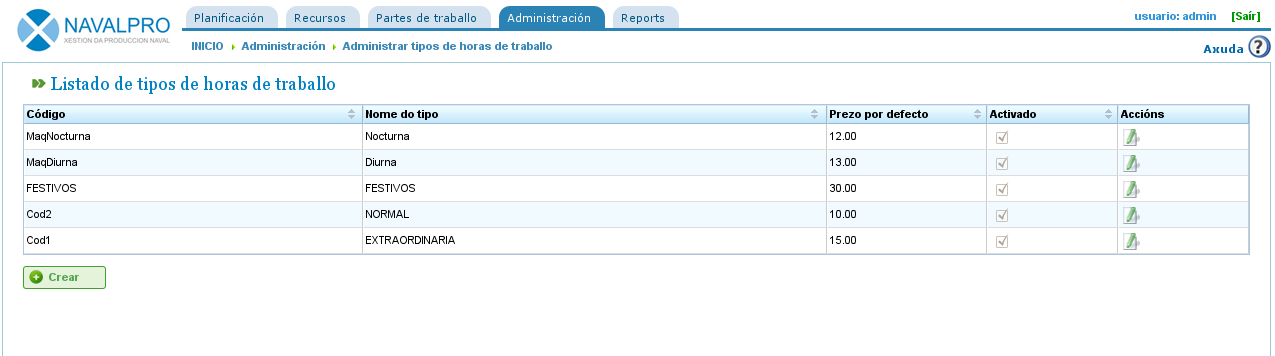 NAVALPRO
XESTION DA PRODUCCIÓN NAVAL
Planificación Recursos Partes de traballo Administración Reports
usuario: admin [Saír]
INICIO Administración Administrar tipos de horas de traballo
Axuda ?
Listado de tipos de horas de traballo
Código Nome do tipo Prezo por defecto Activado Accións
MaqNocturna Nocturna 12.00
MaqDiurna Diurna 13.00
FESTIVOS FESTIVOS 30.00
Cod2 NORMAL 10.00
Cod1 EXTRAORDINARIA 15.00
Crear